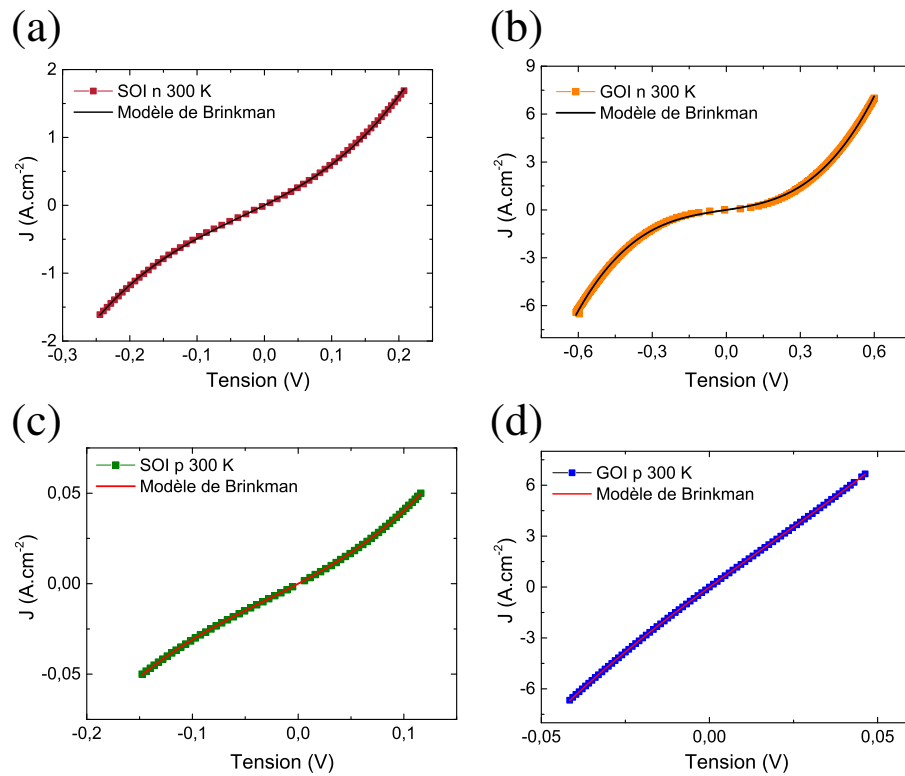 (a)
SOI n 300 K
Modèle de Brinkman
J (A.cm-2)
2
1
0
-1
-2
-0,3
-0,2
-0,1
0,0
0,1
0,2
Tension (V)
(b)
GOI n 300 K
Modèle de Brinkman
J (A.cm-2)
9
6
3
0
-3
-6
-0,6
-0,3
0,0
0,3
0,6
Tension (V)
(c)
SOI p 300 K
Modèle de Brinkman
J (A.cm-2)
0,05
0,00
-0,05
-0,2
-0,1
0,0
0,1
Tension (V)
(d)
GOI p 300 K
Modèle de Brinkman
J (A.cm-2)
6
3
0
-3
-6
-0,05
0,00
0,05
Tension (V)